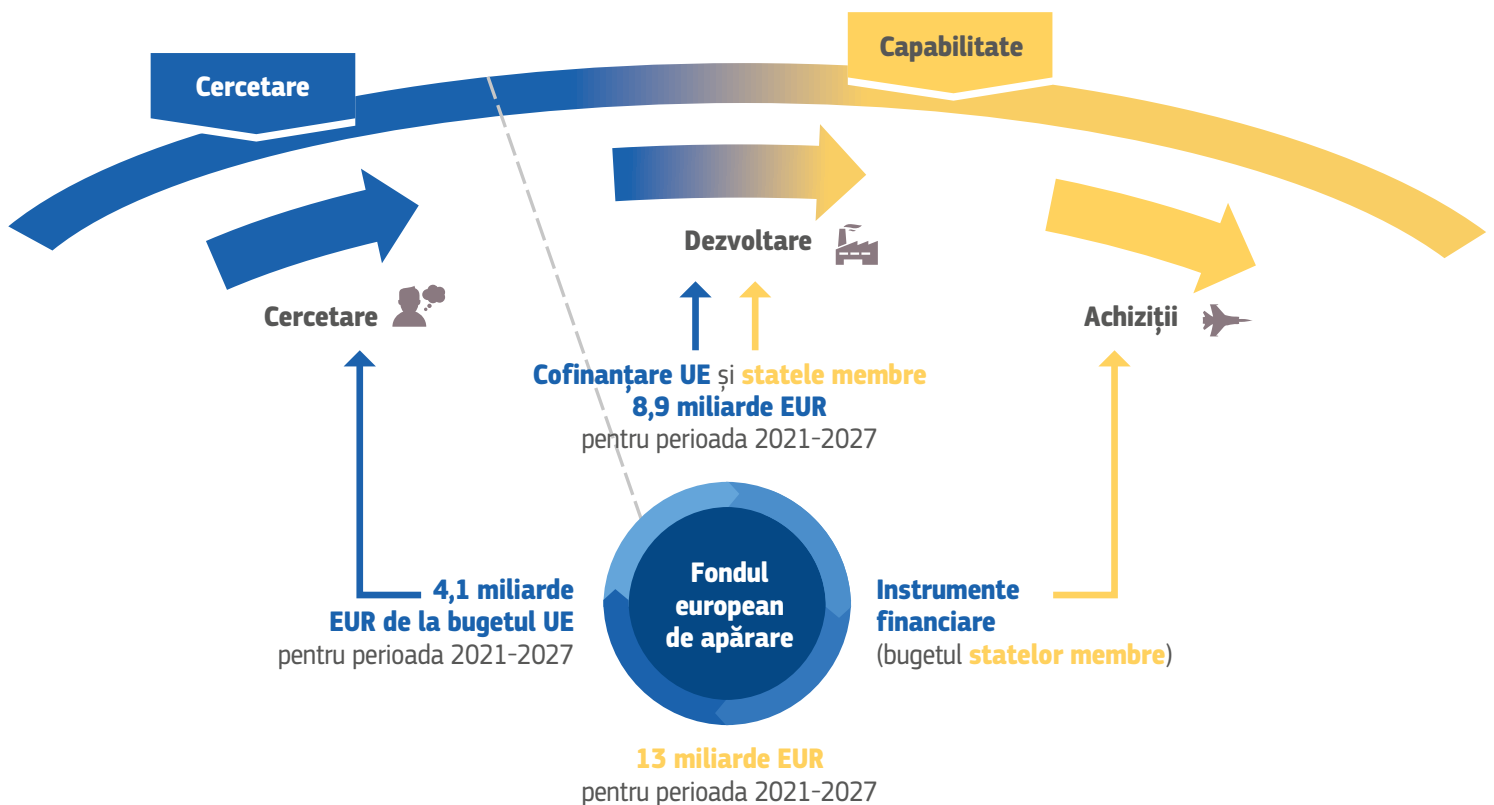 Cercetare
Capabilitate
Dezvoltare
Cercetare
Achiziții
Cofinanțare UE și statele membre
8,9 miliarde EUR
pentru perioada 2021-2027
4,1 miliarde
EUR de la bugetul UE
pentru perioada 2021-2027
Fondul
european
de apărare
Instrumente
financiare
(bugetul statelor membre)
13 miliarde EUR
pentru perioada 2021-2027